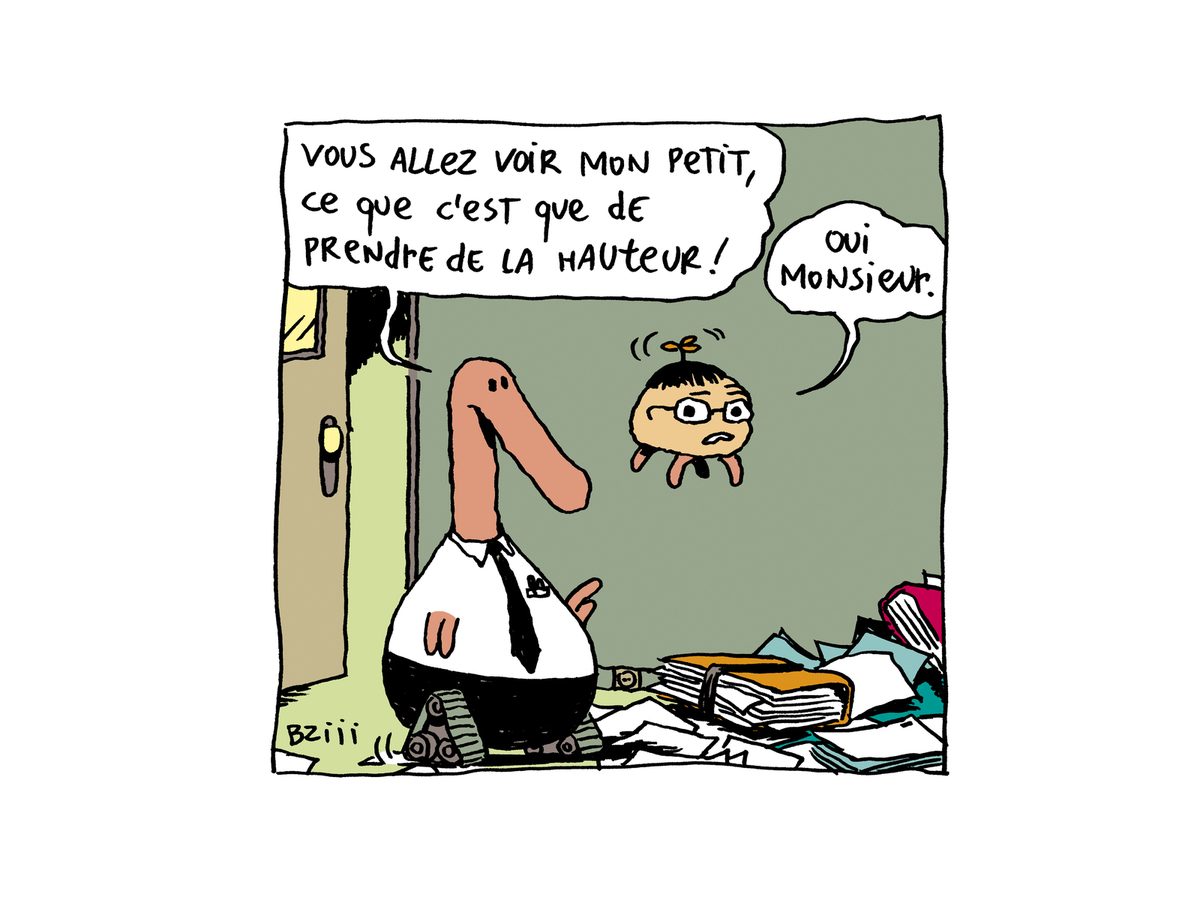 VOUS ALLEZ VOIR MON PETIT,
CE QUE C'EST QUE DE
PRENDRE DE LA HAUTEUR !
OUI
MONSIEUR.
BZIII